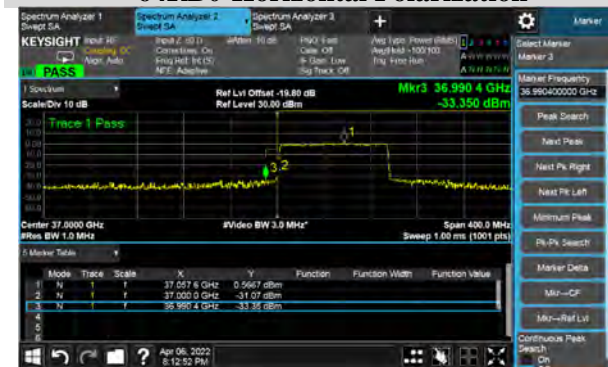 Spectrum Analyzer 1
Swept SA
Spectrum Analyzer 2
Swept SA
Spectrum Analyzer 3
Swept SA
+
Marker
KEYSIGHT Input: RF
Coupling: DC
Align: Auto
Input Z: 50 Ω
Corrections: On
Freq Ref: Int (S)
NFE: Adaptive
#Atten: 10 dB
Gate: Off
IF Gain: Low
Sig Track: Off
Avg Type: Power (RMS)
Avg|Hold: >100/100
Trig: Free Run
PASS
Select Marker
Marker 3
Marker Frequency
36.990400000 GHz
Peak Search
Next Peak
Next Pk Right
Next Pk Left
Minimum Peak
Pk-Pk Search
Marker Delta
Mkr→CF
Mkr→Ref Lvl
Continuous Peak
Search
On
1 Spectrum
Scale/Div 10 dB
Ref Lvl Offset -19.80 dB
Ref Level 30.00 dBm
Mkr3 36.990 4 GHz
-33.350 dBm
Trace 1 Pass
1
3 2
Center 37.0000 GHz
#Res BW 1.0 MHz
#Video BW 3.0 MHz*
Span 400.0 MHz
Sweep 1.00 ms (1001 pts)
5 Marker Table
Mode Trace Scale X Y Function Function Width Function Value
1 N 1 f 37.057 6 GHz 0.5667 dBm
2 N 1 f 37.000 0 GHz -31.07 dBm
3 N 1 f 36.990 4 GHz -33.35 dBm
4
5
6
? Apr 06, 2022
8:12:52 PM